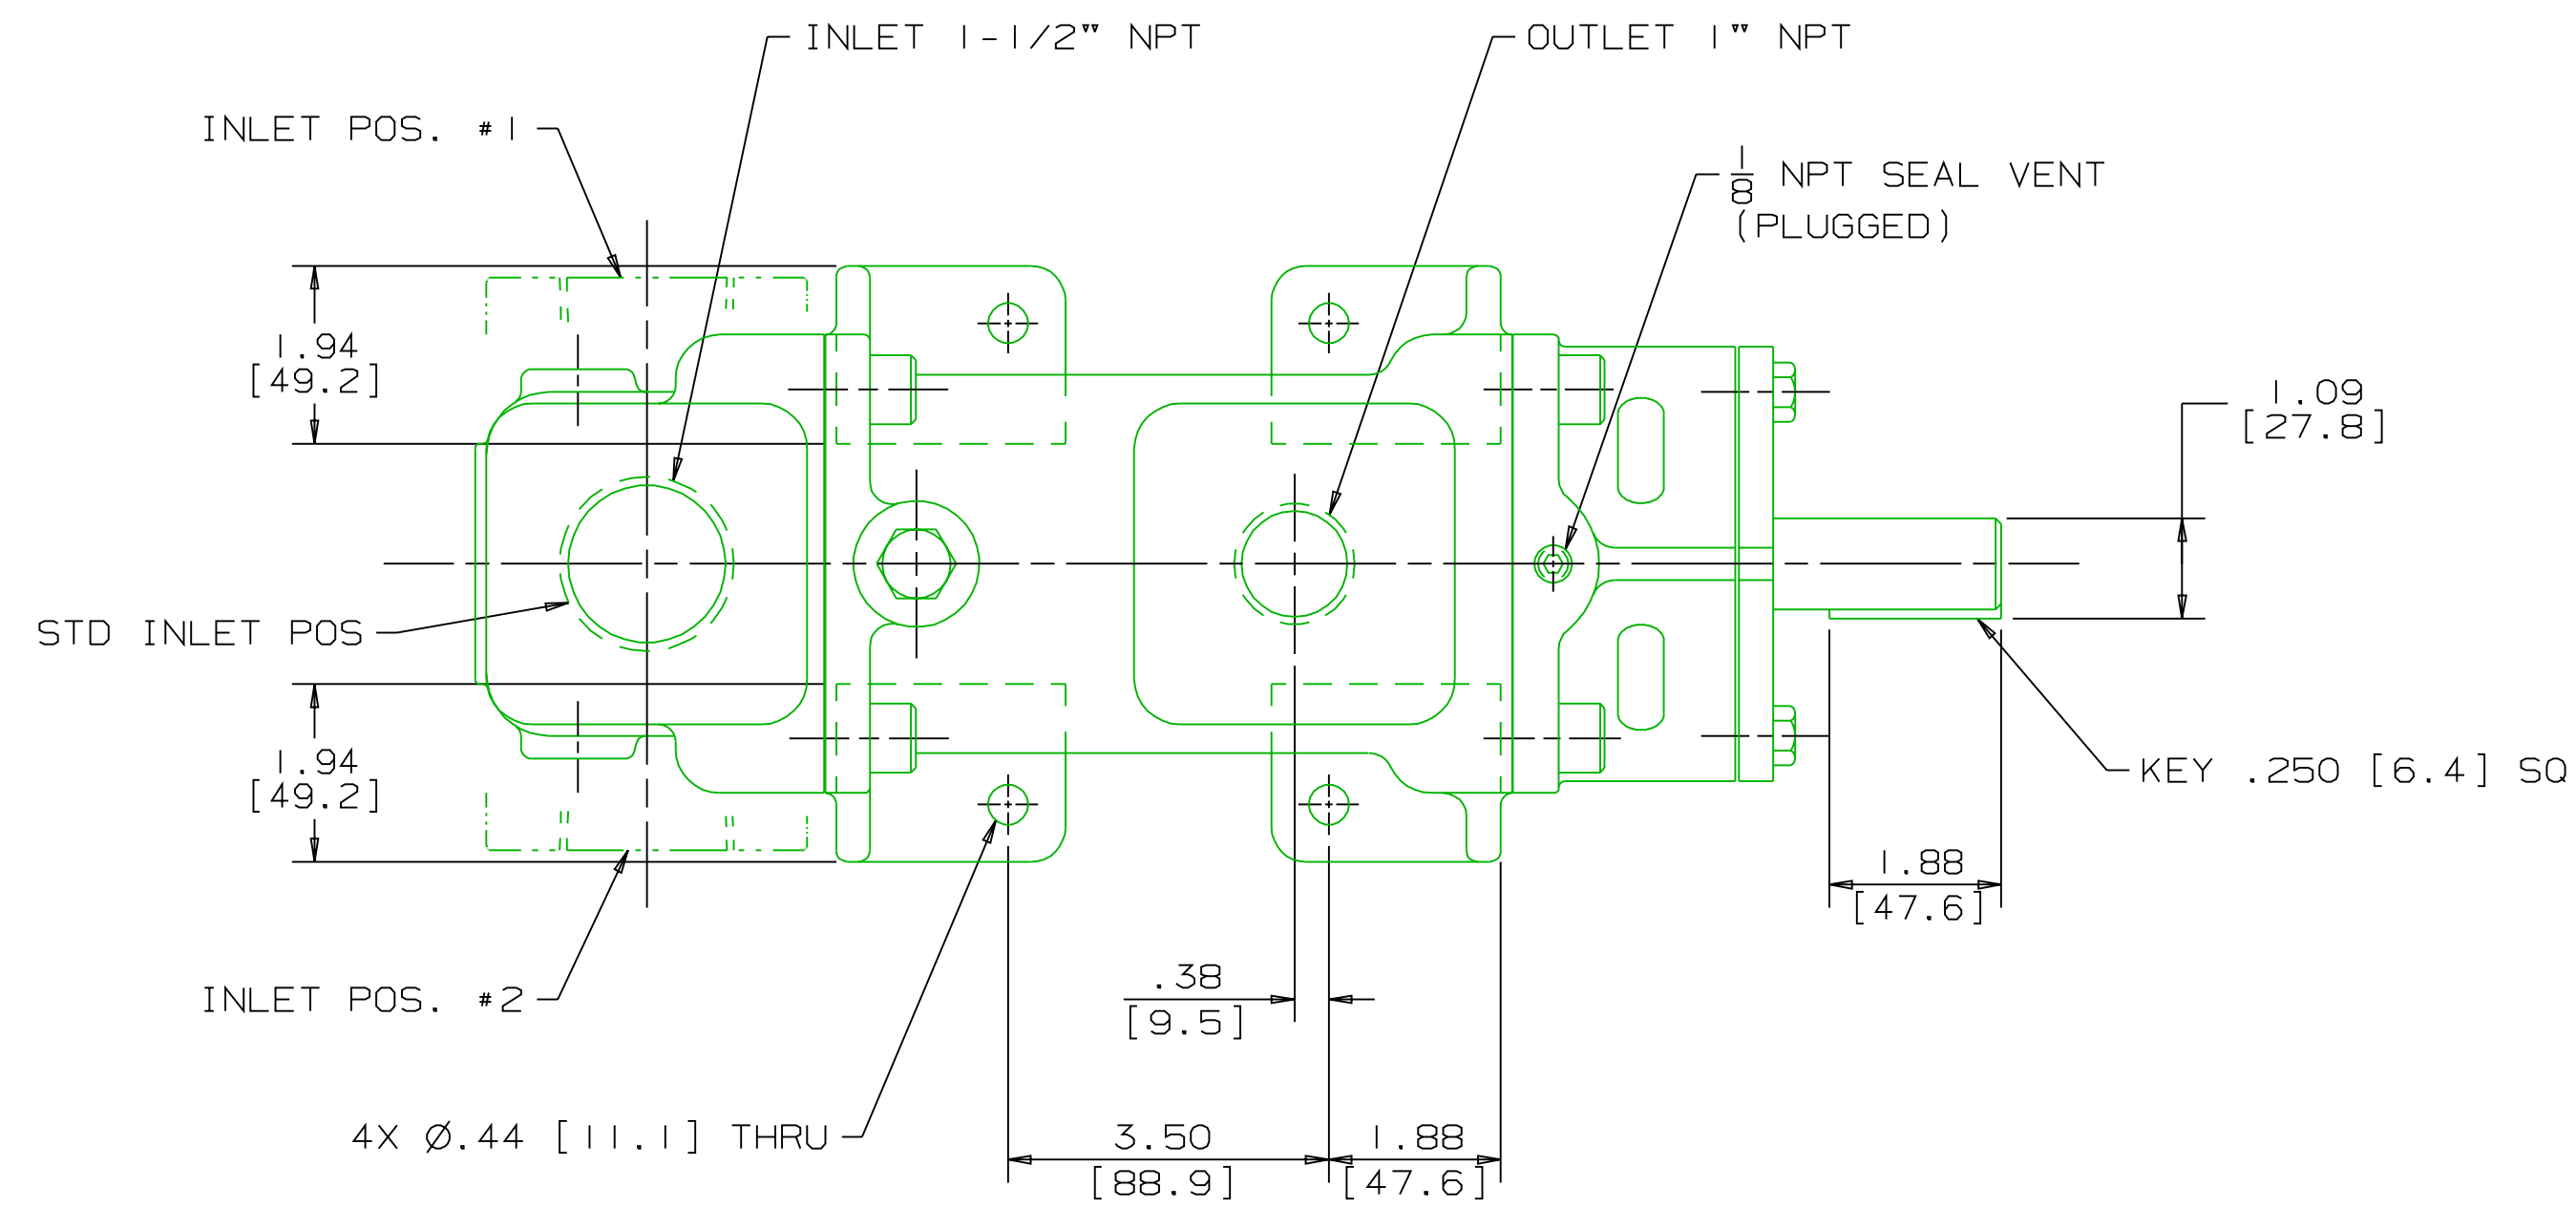 INLET 1-1/2" NPT
OUTLET 1" NPT
INLET POS. #1
1/8 NPT SEAL VENT
(PLUGGED)
1.94
[49.2]
1.09
[27.8]
STD INLET POS
1.94
[49.2]
KEY .250 [6.4] SQ
1.88
[47.6]
INLET POS. #2
.38
[9.5]
4X Ø.44 [11.1] THRU
3.50
[88.9]
1.88
[47.6]